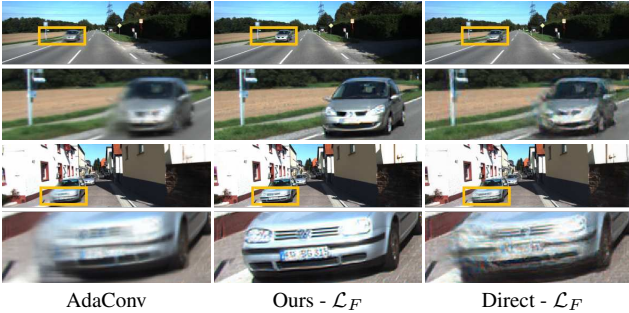 AdaConv
Ours - ℒ_F
Direct - ℒ_F